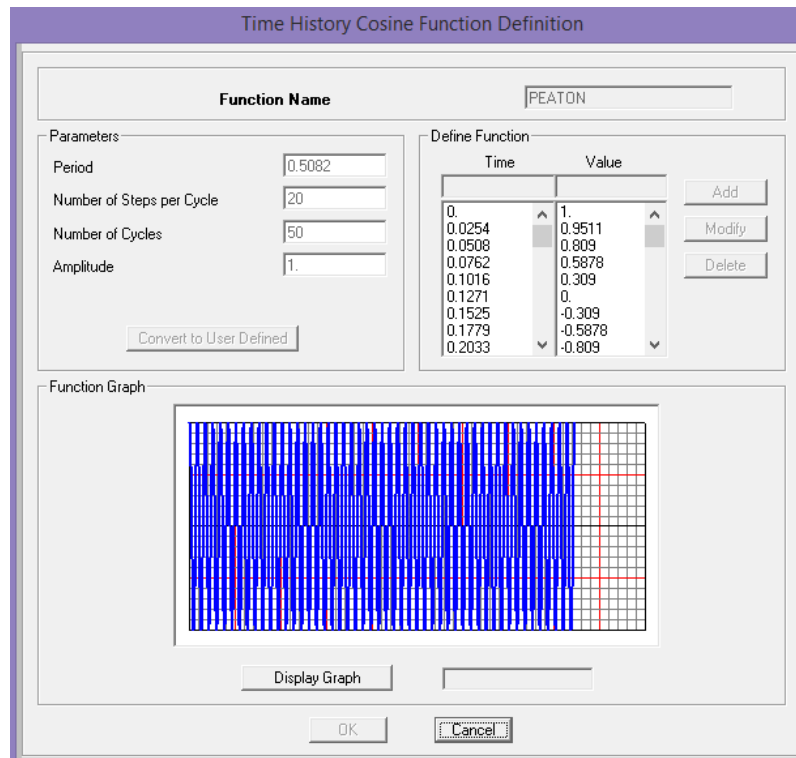 Time History Cosine Function Definition
Function Name PEATON
Parameters
Period 0.5082
Number of Steps per Cycle 20
Number of Cycles 50
Amplitude 1.
Convert to User Defined
Define Function
Time Value
0. 1.
0.0254 0.9511
0.0508 0.809
0.0762 0.5878
0.1016 0.309
0.1271 0.
0.1525 -0.309
0.1779 -0.5878
0.2033 -0.809
Add
Modify
Delete
Function Graph
Display Graph
OK Cancel